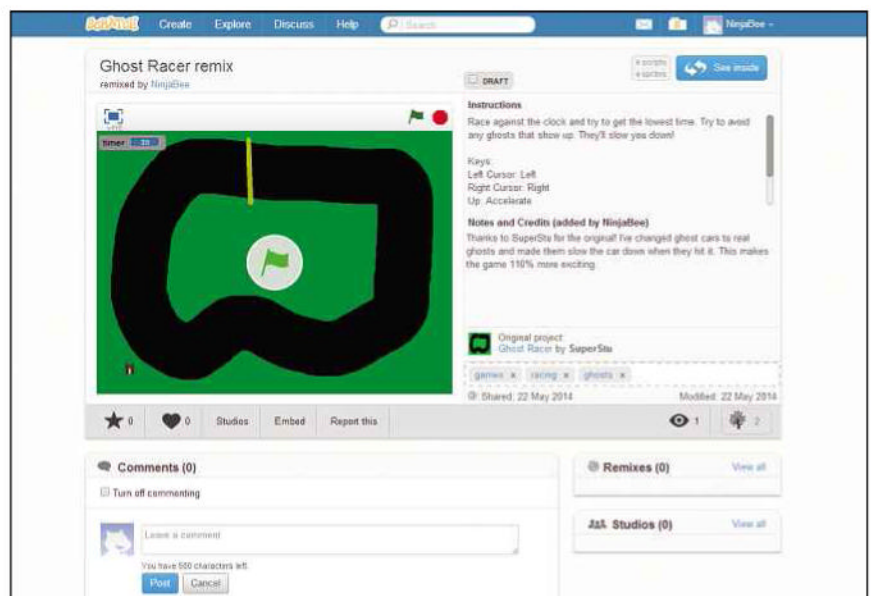 SCRATCH Create Explore Discuss Help Search NinjaBee
Ghost Racer remix
remixed by NinjaBee
DRAFT
See inside
timer
Instructions
Race against the clock and try to get the lowest time. Try to avoid
any ghosts that show up. They'll slow you down!
Keys:
Left Cursor: Left
Right Cursor: Right
Up: Accelerate
Notes and Credits (added by NinjaBee)
Thanks to SuperStu for the original! I've changed ghost cars to real
ghosts and made them slow the car down when they hit it. This makes
the game 110% more exciting.
Original project:
Ghost Racer by SuperStu
games x racing x ghosts x
Shared: 22 May 2014 Modified: 22 May 2014
0 0 Studios Embed Report this 1 2
Comments (0)
Turn off commenting
Leave a comment
You have 500 characters left.
Post Cancel
Remixes (0) View all
Studios (0) View all